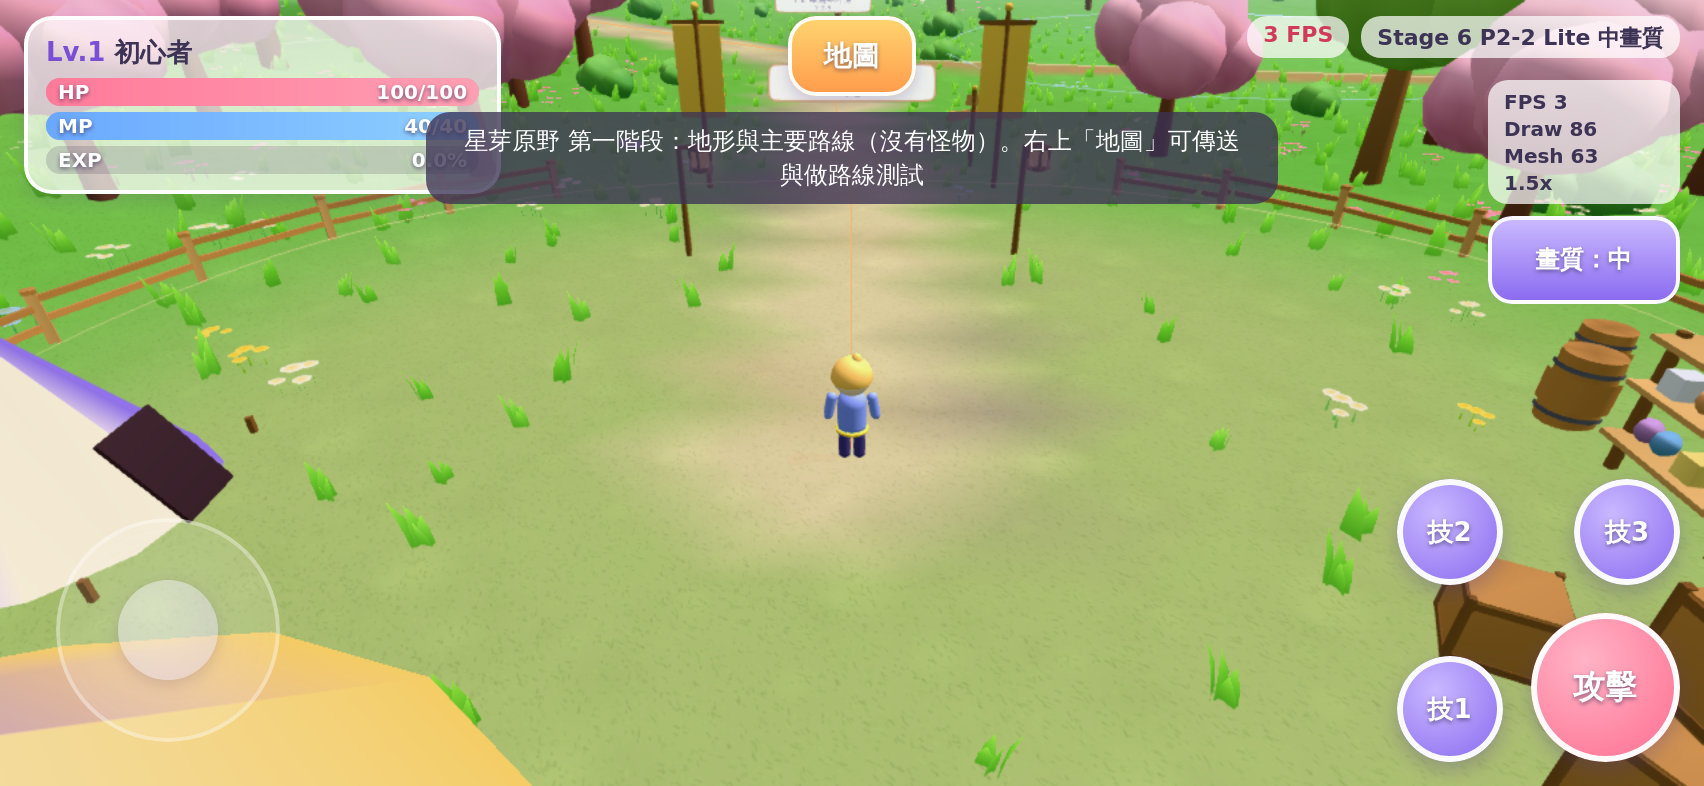 Lv.1 初心者
HP 100/100
MP 40/40
EXP 0.0%
地圖
3 FPS
Stage 6 P2-2 Lite 中畫質
星芽原野 第一階段：地形與主要路線（沒有怪物）。右上「地圖」可傳送
與做路線測試
FPS 3
Draw 86
Mesh 63
1.5x
畫質：中
技2
技3
技1
攻擊